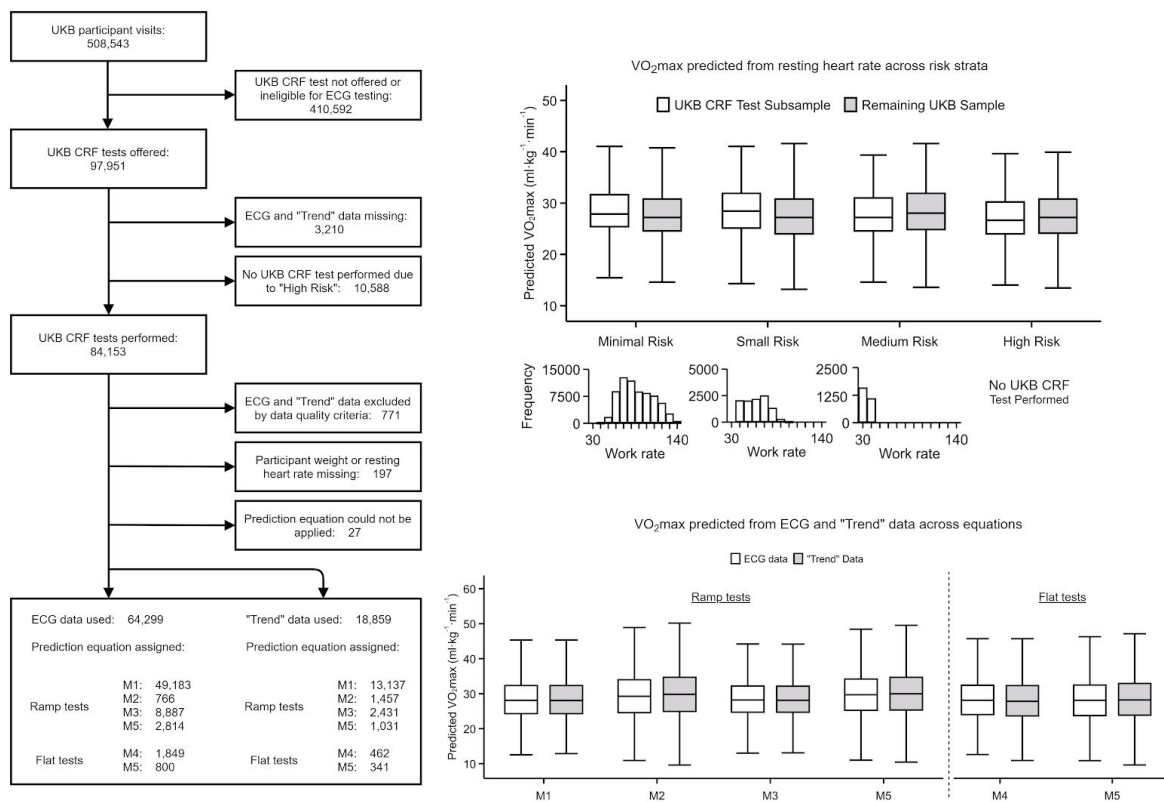 UKB participant visits:
508,543
UKB CRF test not offered or
ineligible for ECG testing:
410,592
UKB CRF tests offered:
97,951
ECG and "Trend" data missing:
3,210
No UKB CRF test performed due
to "High Risk": 10,588
UKB CRF tests performed:
84,153
ECG and "Trend" data excluded
by data quality criteria: 771
Participant weight or resting
heart rate missing: 197
Prediction equation could not be
applied: 27
ECG data used: 64,299
Prediction equation assigned:
Ramp tests
M1: 49,183
M2: 766
M3: 8,887
M5: 2,814
Flat tests
M4: 1,849
M5: 800
"Trend" data used: 18,859
Prediction equation assigned:
Ramp tests
M1: 13,137
M2: 1,457
M3: 2,431
M5: 1,031
Flat tests
M4: 462
M5: 341
VO₂max predicted from resting heart rate across risk strata
UKB CRF Test Subsample
Remaining UKB Sample
Predicted VO₂max (ml·kg⁻¹·min⁻¹)
50
40
30
20
10
Minimal Risk
Small Risk
Medium Risk
High Risk
Frequency
15000
7500
0
30
140
Work rate
5000
2500
0
30
140
Work rate
2500
1250
0
30
140
Work rate
No UKB CRF
Test Performed
VO₂max predicted from ECG and "Trend" data across equations
ECG data
"Trend" Data
Predicted VO₂max (ml·kg⁻¹·min⁻¹)
60
50
40
30
20
10
Ramp tests
Flat tests
M1
M2
M3
M5
M4
M5